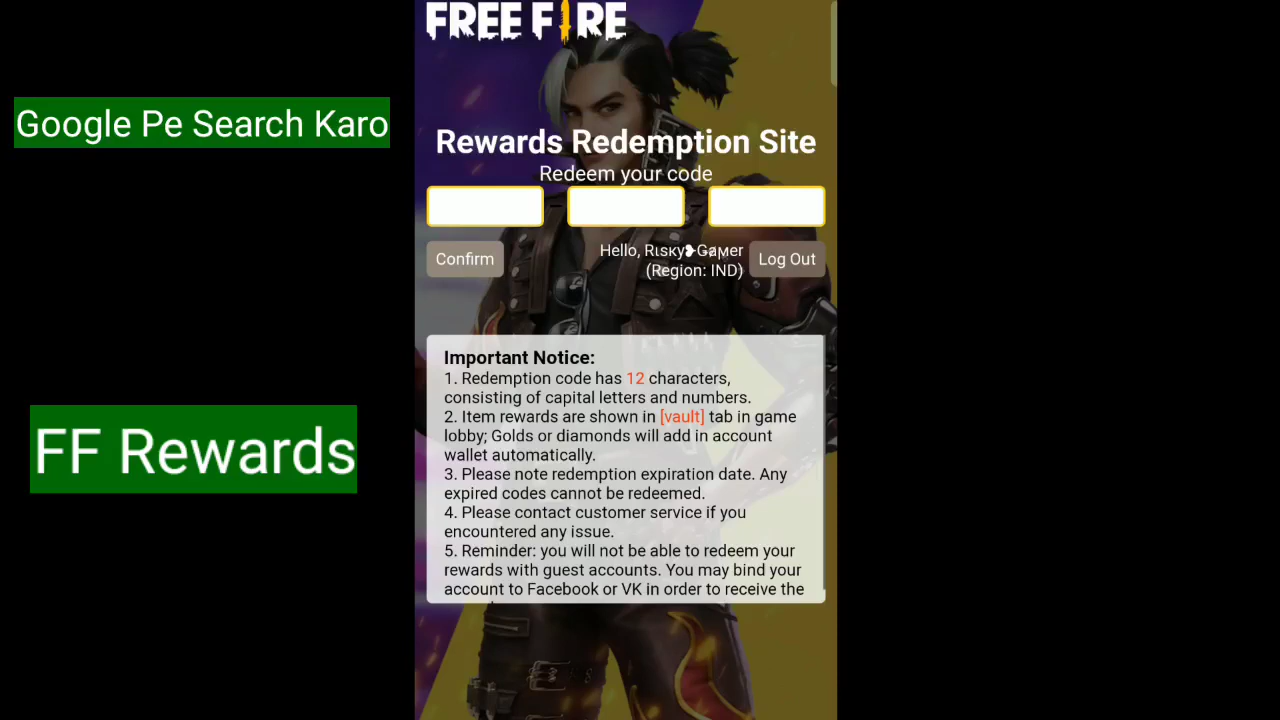 FREE FIRE
Google Pe Search Karo
Rewards Redemption Site
Redeem your code
Confirm
Hello, Rιsĸy❥Gαмer
(Region: IND)
Log Out
FF Rewards
Important Notice:
1. Redemption code has 12 characters,
consisting of capital letters and numbers.
2. Item rewards are shown in [vault] tab in game
lobby; Golds or diamonds will add in account
wallet automatically.
3. Please note redemption expiration date. Any
expired codes cannot be redeemed.
4. Please contact customer service if you
encountered any issue.
5. Reminder: you will not be able to redeem your
rewards with guest accounts. You may bind your
account to Facebook or VK in order to receive the